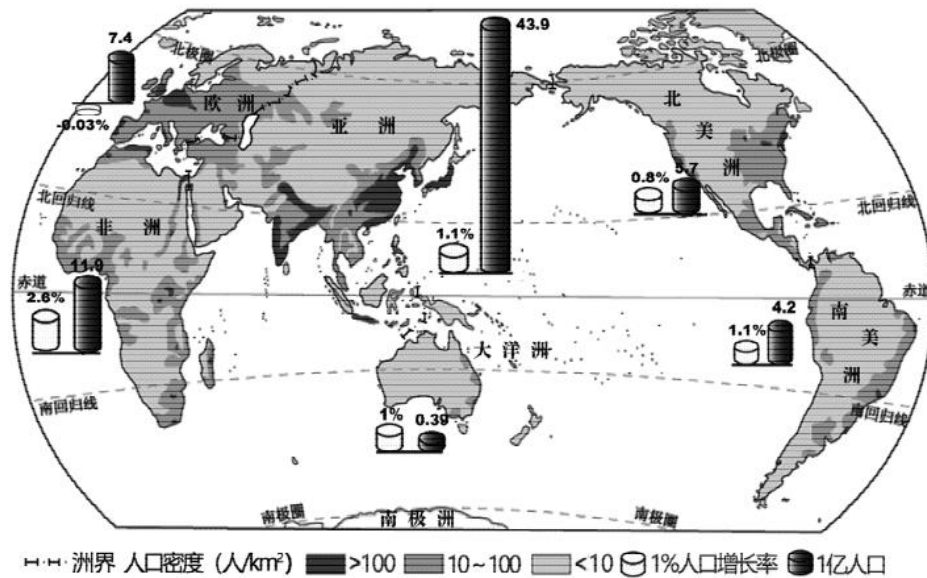 7.4
43.9
北极圈
北极圈
-0.03%
欧 洲
亚 洲
北
美
洲
0.8%
5.7
北回归线
北回归线
非 洲
1.1%
11.9
赤道
赤道
2.6%
4.2
1.1%
南
美
洲
大 洋 洲
南回归线
南回归线
1%
0.39
南极圈
南 极 洲
南极圈
洲界 人口密度（人/km²） >100 10~100 <10 1%人口增长率 1亿人口